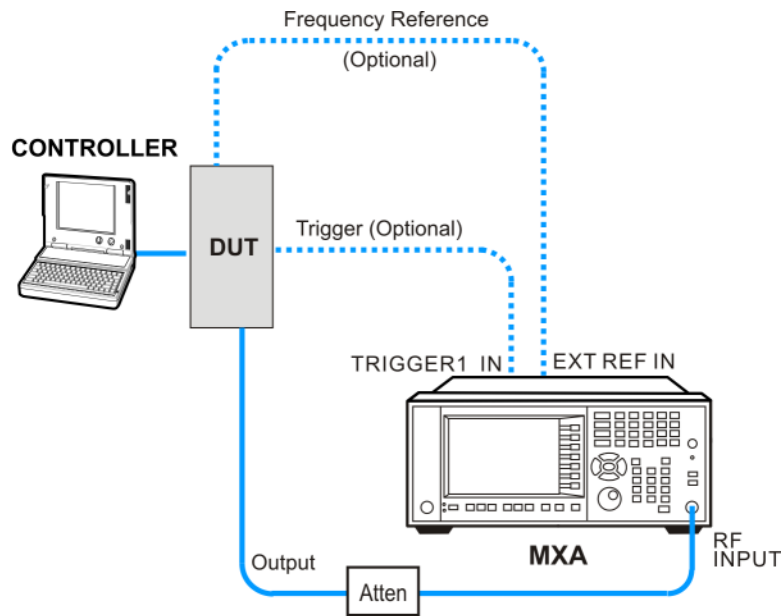 Frequency Reference
(Optional)
CONTROLLER
DUT
Trigger (Optional)
TRIGGER1 IN
EXT REF IN
MXA
RF
INPUT
Output
Atten